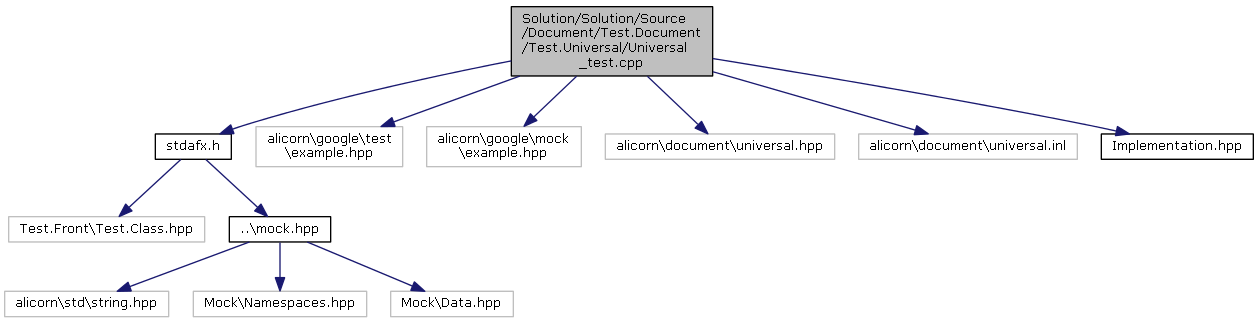 Solution/Solution/Source
/Document/Test.Document
/Test.Universal/Universal
_test.cpp
stdafx.h
alicorn\google\test
\example.hpp
alicorn\google\mock
\example.hpp
alicorn\document\universal.hpp
alicorn\document\universal.inl
Implementation.hpp
Test.Front\Test.Class.hpp
..\mock.hpp
alicorn\std\string.hpp
Mock\Namespaces.hpp
Mock\Data.hpp